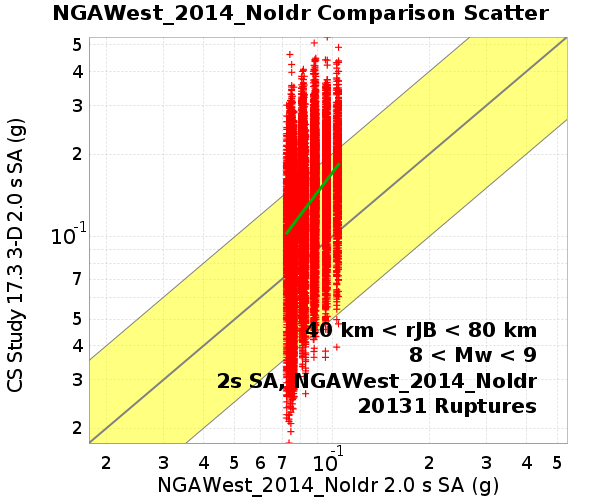 NGAWest_2014_NoIdr Comparison Scatter
CS Study 17.3 3-D 2.0 s SA (g)
5
4
3
2
10^-1
7
5
4
3
2
40 km < rJB < 80 km
8 < Mw < 9
2s SA, NGAWest_2014_NoIdr
20131 Ruptures
2 3 4 5 6 7 10^-1 2 3 4 5
NGAWest_2014_NoIdr 2.0 s SA (g)